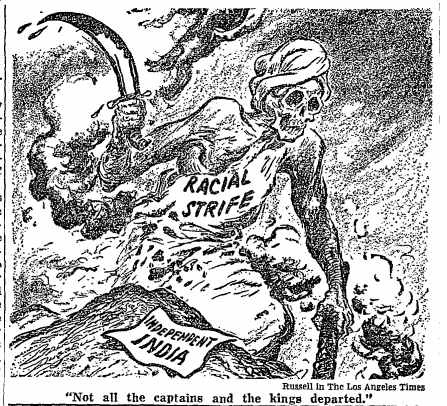 RACIAL
STRIFE
INDEPENDENT
INDIA
Russell in The Los Angeles Times
"Not all the captains and the kings departed."